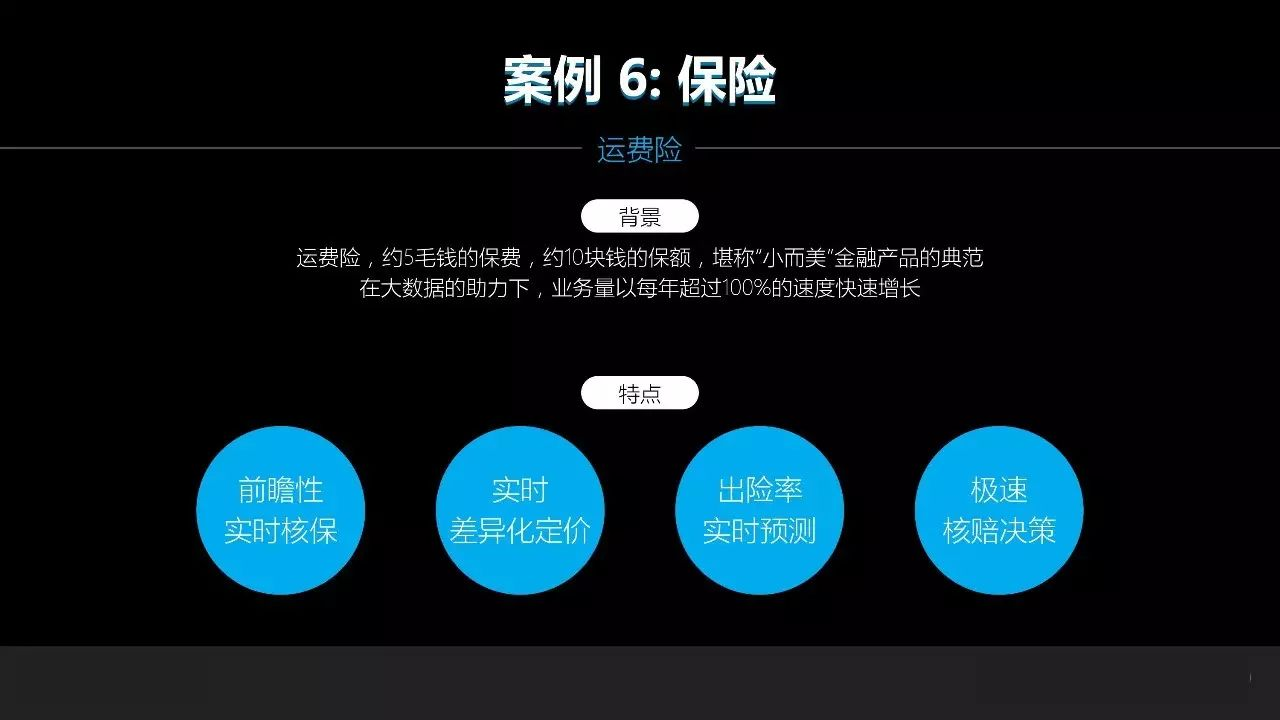 案例 6: 保险
运费险
背景
运费险，约5毛钱的保费，约10块钱的保额，堪称“小而美”金融产品的典范
在大数据的助力下，业务量以每年超过100%的速度快速增长
特点
前瞻性
实时核保
实时
差异化定价
出险率
实时预测
极速
核赔决策